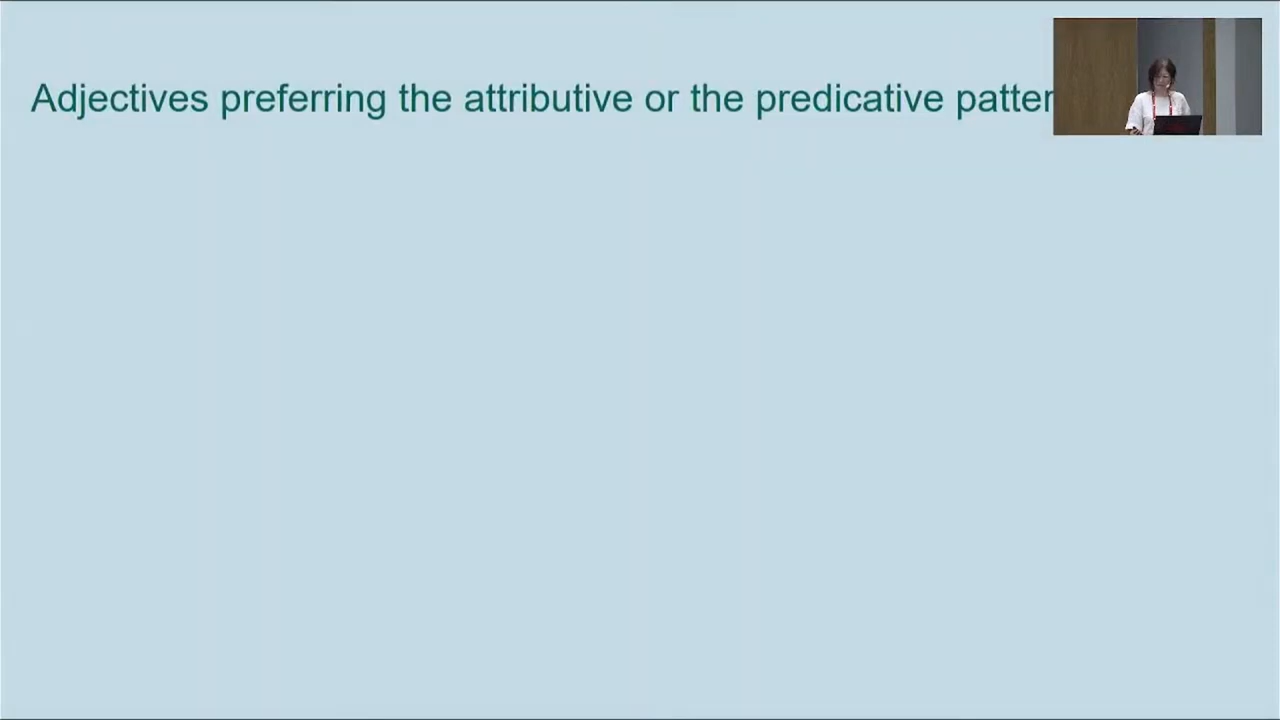 Adjectives preferring the attributive or the predicative patter